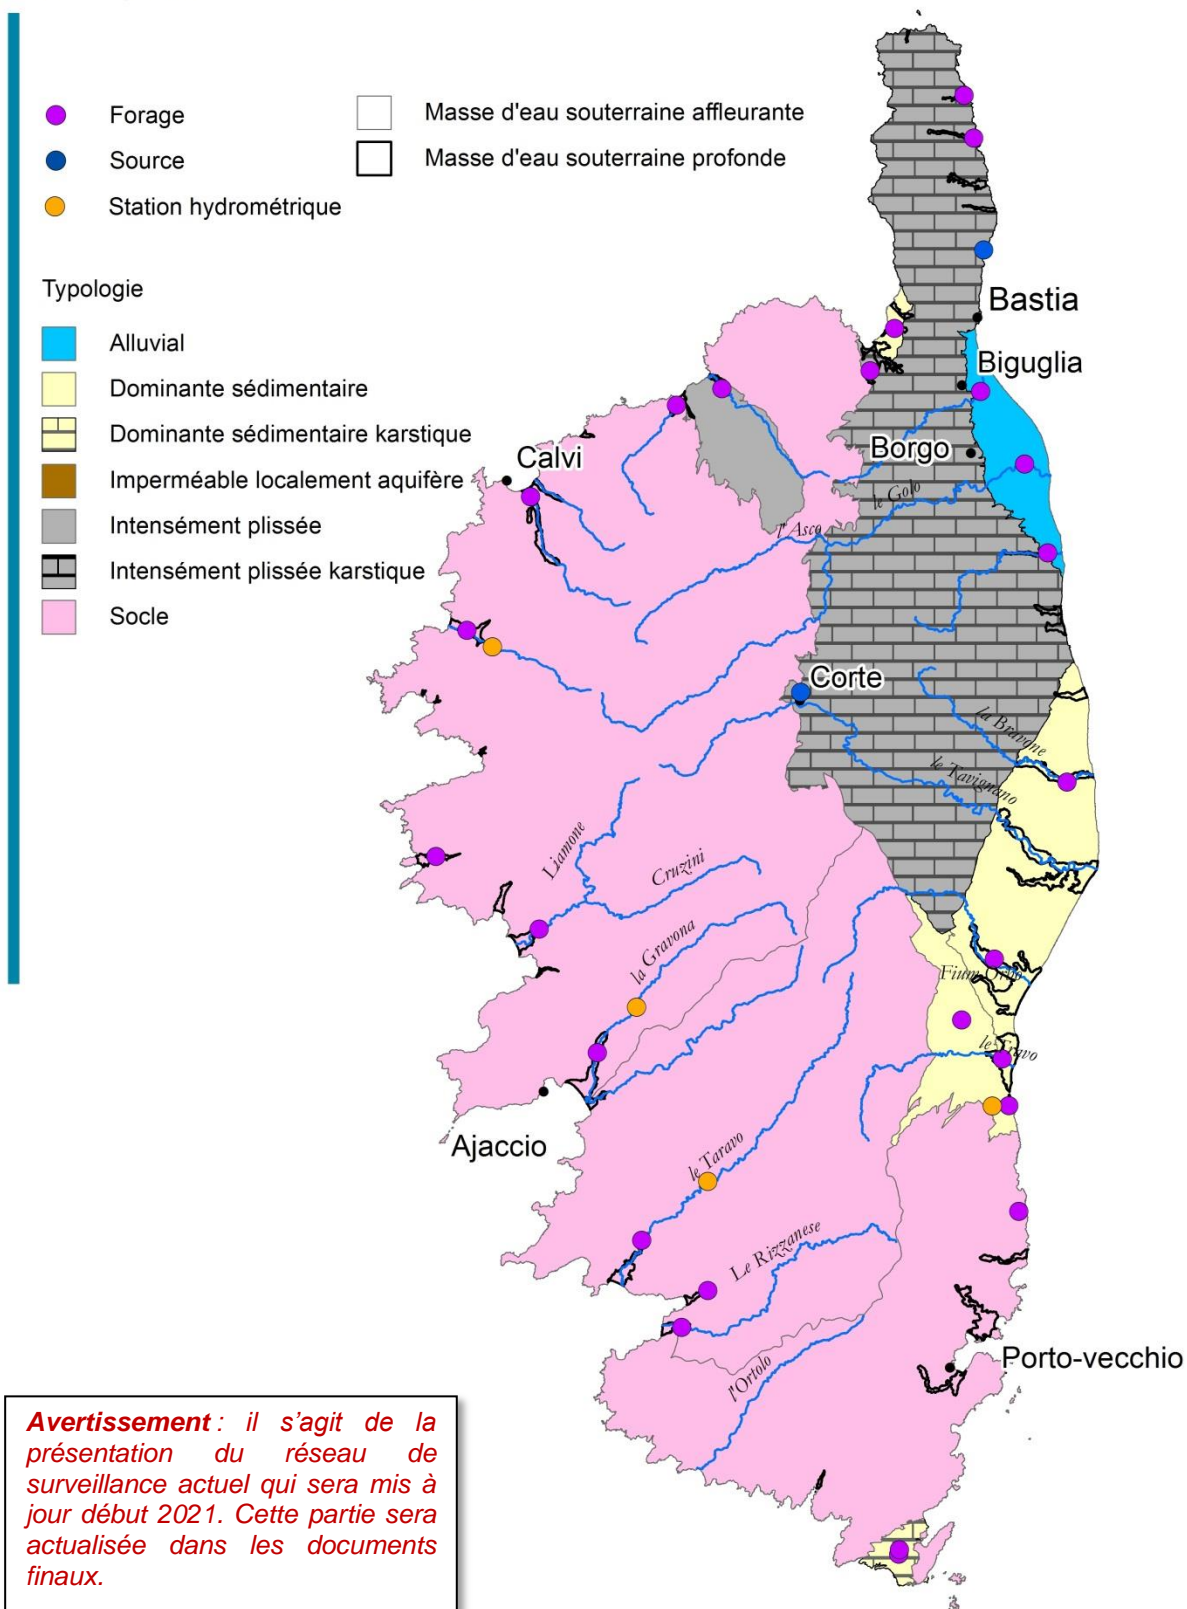 Forage
Source
Station hydrométrique
Masse d'eau souterraine affleurante
Masse d'eau souterraine profonde
Typologie
Alluvial
Dominante sédimentaire
Dominante sédimentaire karstique
Imperméable localement aquifère
Intensément plissée
Intensément plissée karstique
Socle
Bastia
Biguglia
Borgo
Calvi
le Golo
l'Asco
Corte
la Bravone
le Tavignano
Liamone
Cruzini
la Gravona
Fium Orbo
le Travo
Ajaccio
le Taravo
Le Rizzanese
Porto-vecchio
l'Ortolo
Avertissement : il s'agit de la
présentation du réseau de
surveillance actuel qui sera mis à
jour début 2021. Cette partie sera
actualisée dans les documents
finaux.